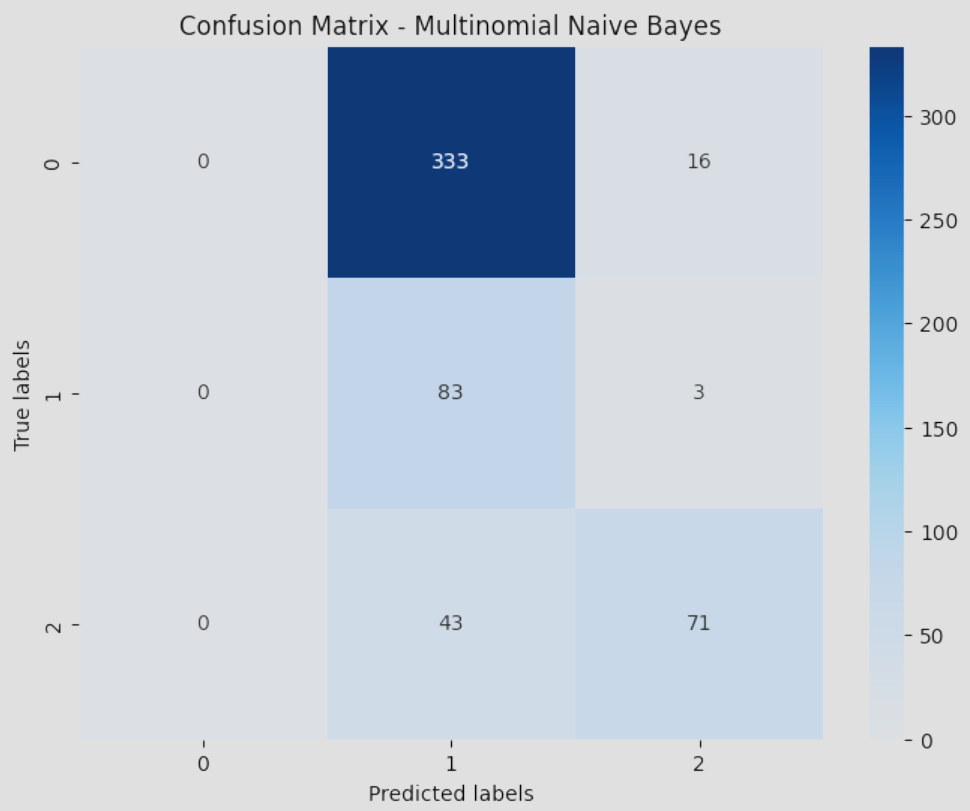 Confusion Matrix - Multinomial Naive Bayes
0 0 333 16
1 0 83 3
2 0 43 71
0 1 2
True labels
Predicted labels
300
250
200
150
100
50
0